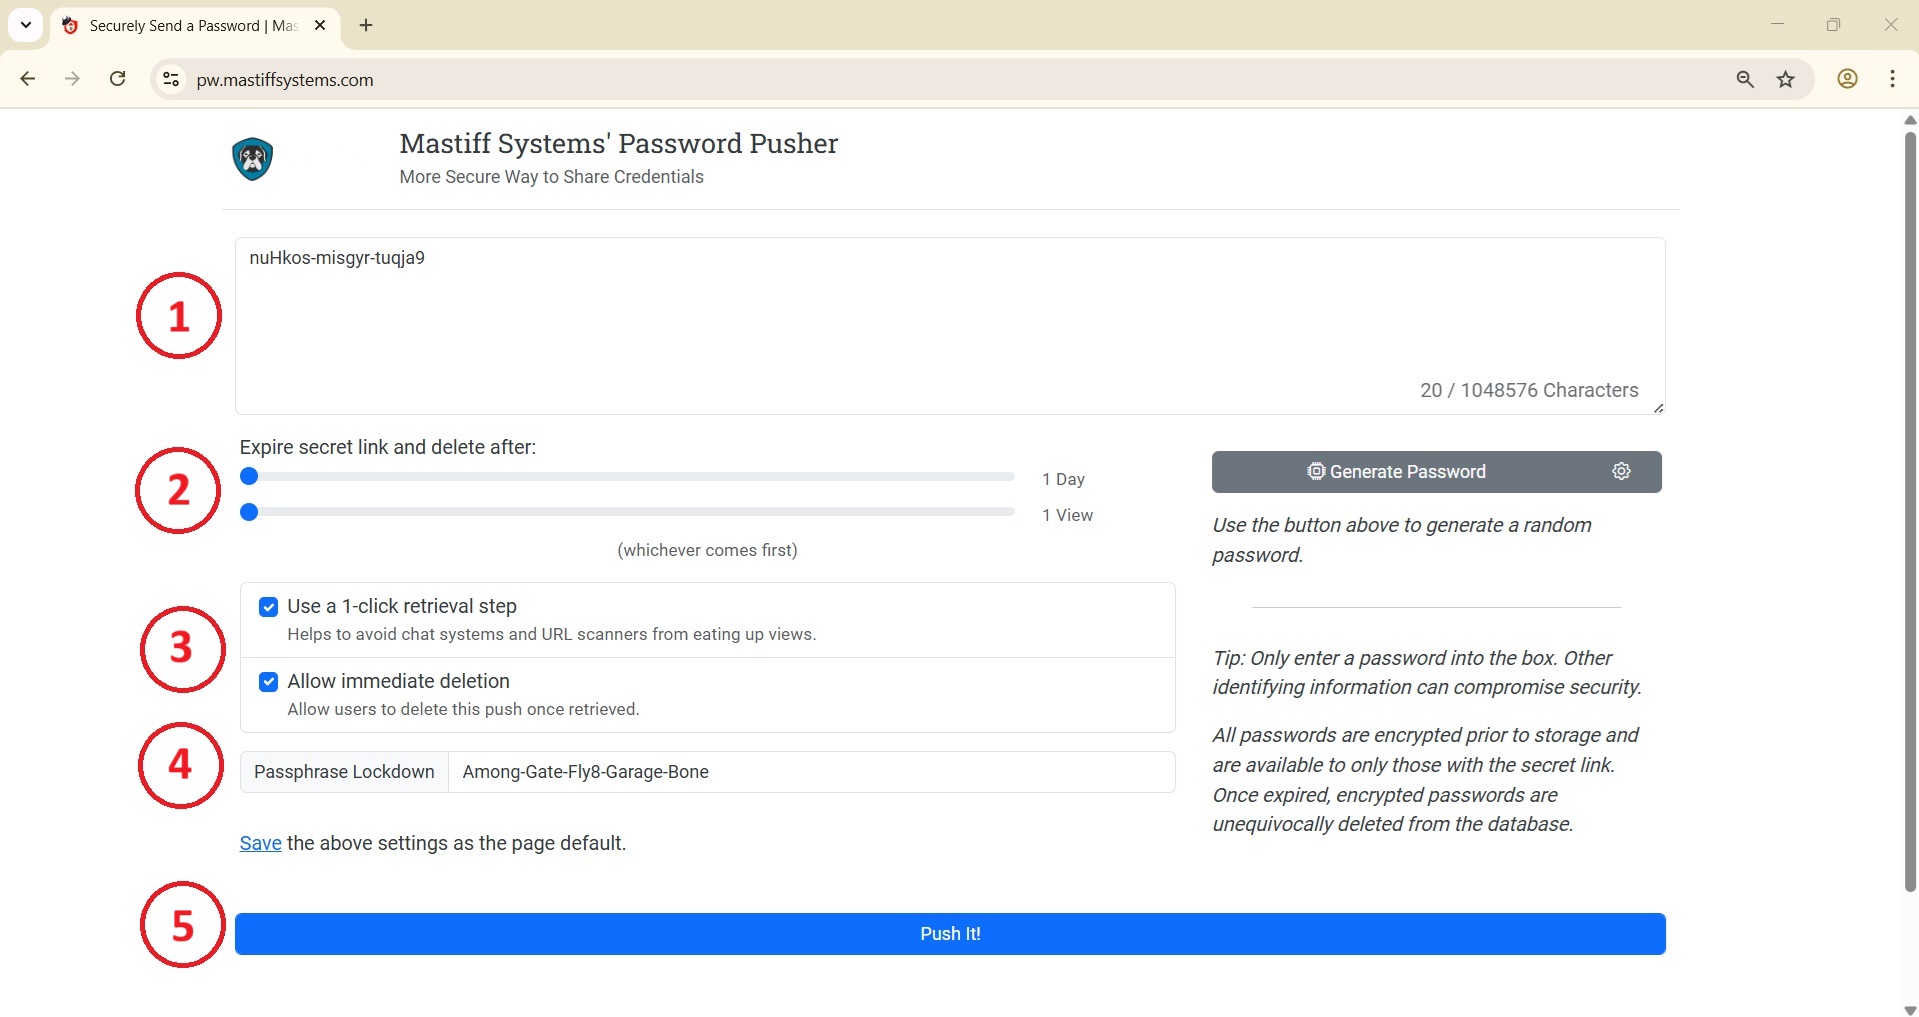 Securely Send a Password | Mas
pw.mastiffsystems.com
Mastiff Systems' Password Pusher
More Secure Way to Share Credentials
1
nuHkos-misgyr-tuqja9
20 / 1048576 Characters
2
Expire secret link and delete after:
1 Day
1 View
(whichever comes first)
Generate Password
Use the button above to generate a random
password.
3
Use a 1-click retrieval step
Helps to avoid chat systems and URL scanners from eating up views.
Allow immediate deletion
Allow users to delete this push once retrieved.
Tip: Only enter a password into the box. Other
identifying information can compromise security.
All passwords are encrypted prior to storage and
are available to only those with the secret link.
Once expired, encrypted passwords are
unequivocally deleted from the database.
4
Passphrase Lockdown
Among-Gate-Fly8-Garage-Bone
Save the above settings as the page default.
5
Push It!